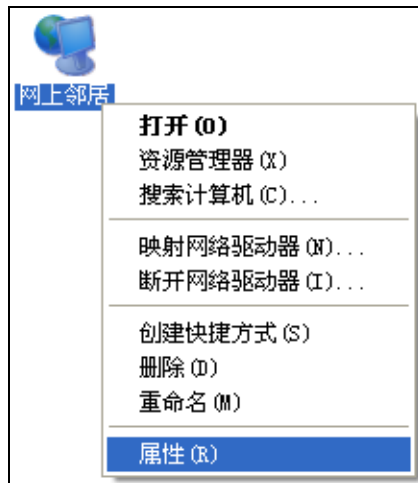 网上邻居
打开(O)
资源管理器(X)
搜索计算机(C)...
映射网络驱动器(N)...
断开网络驱动器(I)...
创建快捷方式(S)
删除(D)
重命名(M)
属性(R)